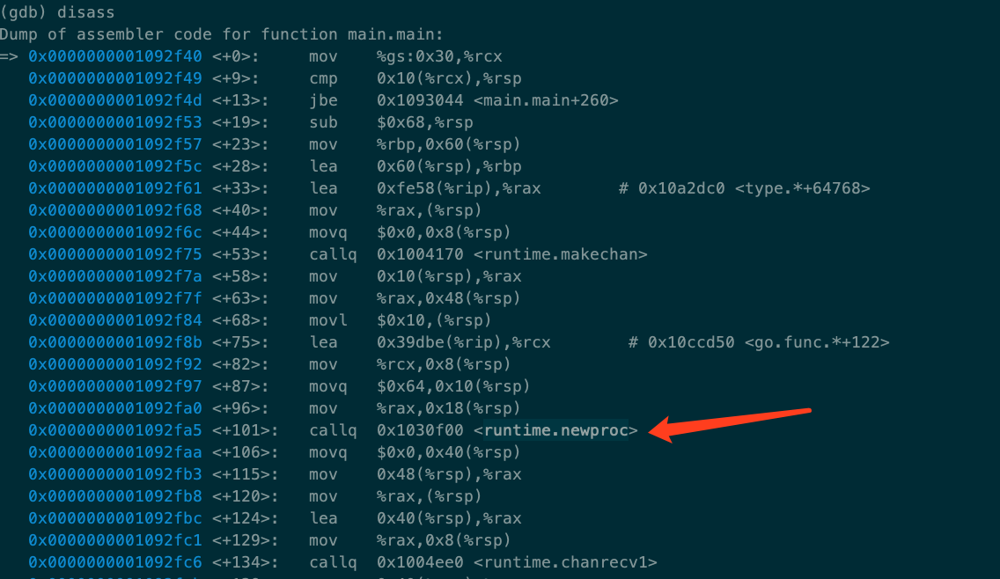 (gdb) disass
Dump of assembler code for function main.main:
=> 0x0000000001092f40 <+0>:     mov    %gs:0x30,%rcx
   0x0000000001092f49 <+9>:     cmp    0x10(%rcx),%rsp
   0x0000000001092f4d <+13>:    jbe    0x1093044 <main.main+260>
   0x0000000001092f53 <+19>:    sub    $0x68,%rsp
   0x0000000001092f57 <+23>:    mov    %rbp,0x60(%rsp)
   0x0000000001092f5c <+28>:    lea    0x60(%rsp),%rbp
   0x0000000001092f61 <+33>:    lea    0xfe58(%rip),%rax        # 0x10a2dc0 <type.*+64768>
   0x0000000001092f68 <+40>:    mov    %rax,(%rsp)
   0x0000000001092f6c <+44>:    movq   $0x0,0x8(%rsp)
   0x0000000001092f75 <+53>:    callq  0x1004170 <runtime.makechan>
   0x0000000001092f7a <+58>:    mov    0x10(%rsp),%rax
   0x0000000001092f7f <+63>:    mov    %rax,0x48(%rsp)
   0x0000000001092f84 <+68>:    movl   $0x10,(%rsp)
   0x0000000001092f8b <+75>:    lea    0x39dbe(%rip),%rcx        # 0x10ccd50 <go.func.*+122>
   0x0000000001092f92 <+82>:    mov    %rcx,0x8(%rsp)
   0x0000000001092f97 <+87>:    movq   $0x64,0x10(%rsp)
   0x0000000001092fa0 <+96>:    mov    %rax,0x18(%rsp)
   0x0000000001092fa5 <+101>:   callq  0x1030f00 <runtime.newproc>
   0x0000000001092faa <+106>:   movq   $0x0,0x40(%rsp)
   0x0000000001092fb3 <+115>:   mov    0x48(%rsp),%rax
   0x0000000001092fb8 <+120>:   mov    %rax,(%rsp)
   0x0000000001092fbc <+124>:   lea    0x40(%rsp),%rax
   0x0000000001092fc1 <+129>:   mov    %rax,0x8(%rsp)
   0x0000000001092fc6 <+134>:   callq  0x1004ee0 <runtime.chanrecv1>